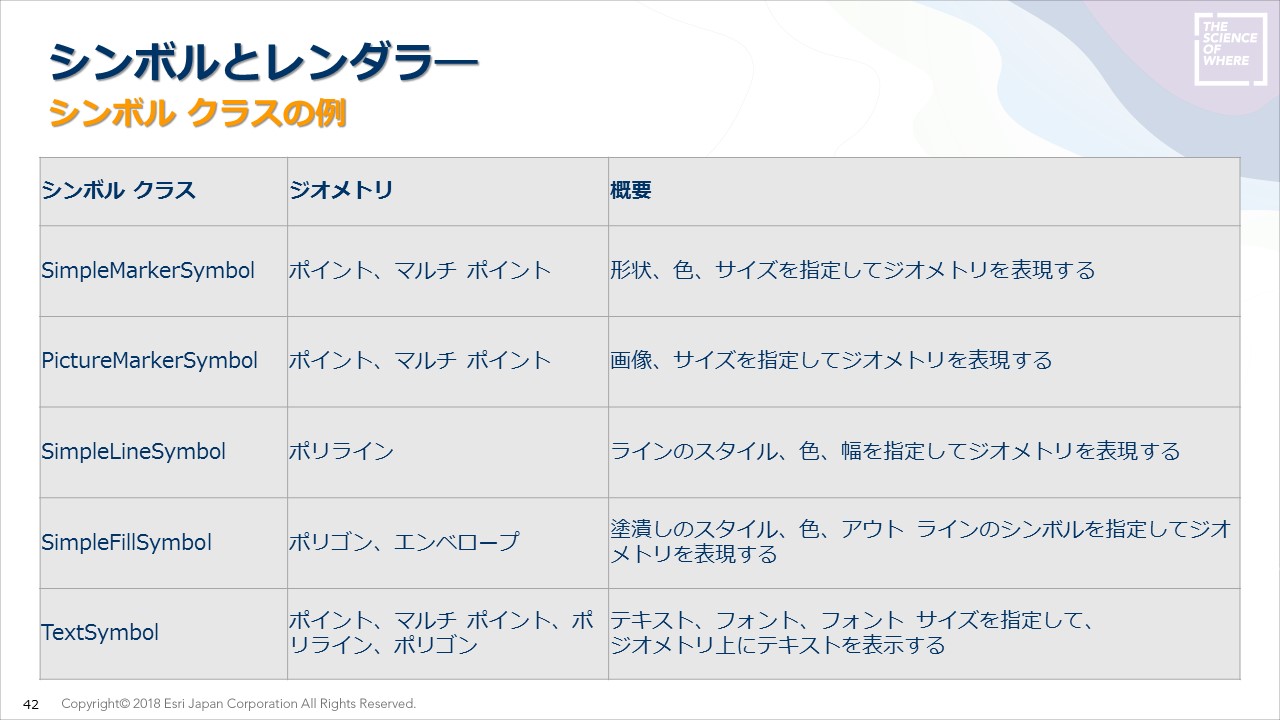 シンボルとレンダラー
シンボル クラスの例
THE
SCIENCE
OF
WHERE
シンボル クラス
ジオメトリ
概要
SimpleMarkerSymbol
ポイント、マルチ ポイント
形状、色、サイズを指定してジオメトリを表現する
PictureMarkerSymbol
ポイント、マルチ ポイント
画像、サイズを指定してジオメトリを表現する
SimpleLineSymbol
ポリライン
ラインのスタイル、色、幅を指定してジオメトリを表現する
SimpleFillSymbol
ポリゴン、エンベロープ
塗潰しのスタイル、色、アウト ラインのシンボルを指定してジオ
メトリを表現する
TextSymbol
ポイント、マルチ ポイント、ポ
リライン、ポリゴン
テキスト、フォント、フォント サイズを指定して、
ジオメトリ上にテキストを表示する
42
Copyright© 2018 Esri Japan Corporation All Rights Reserved.